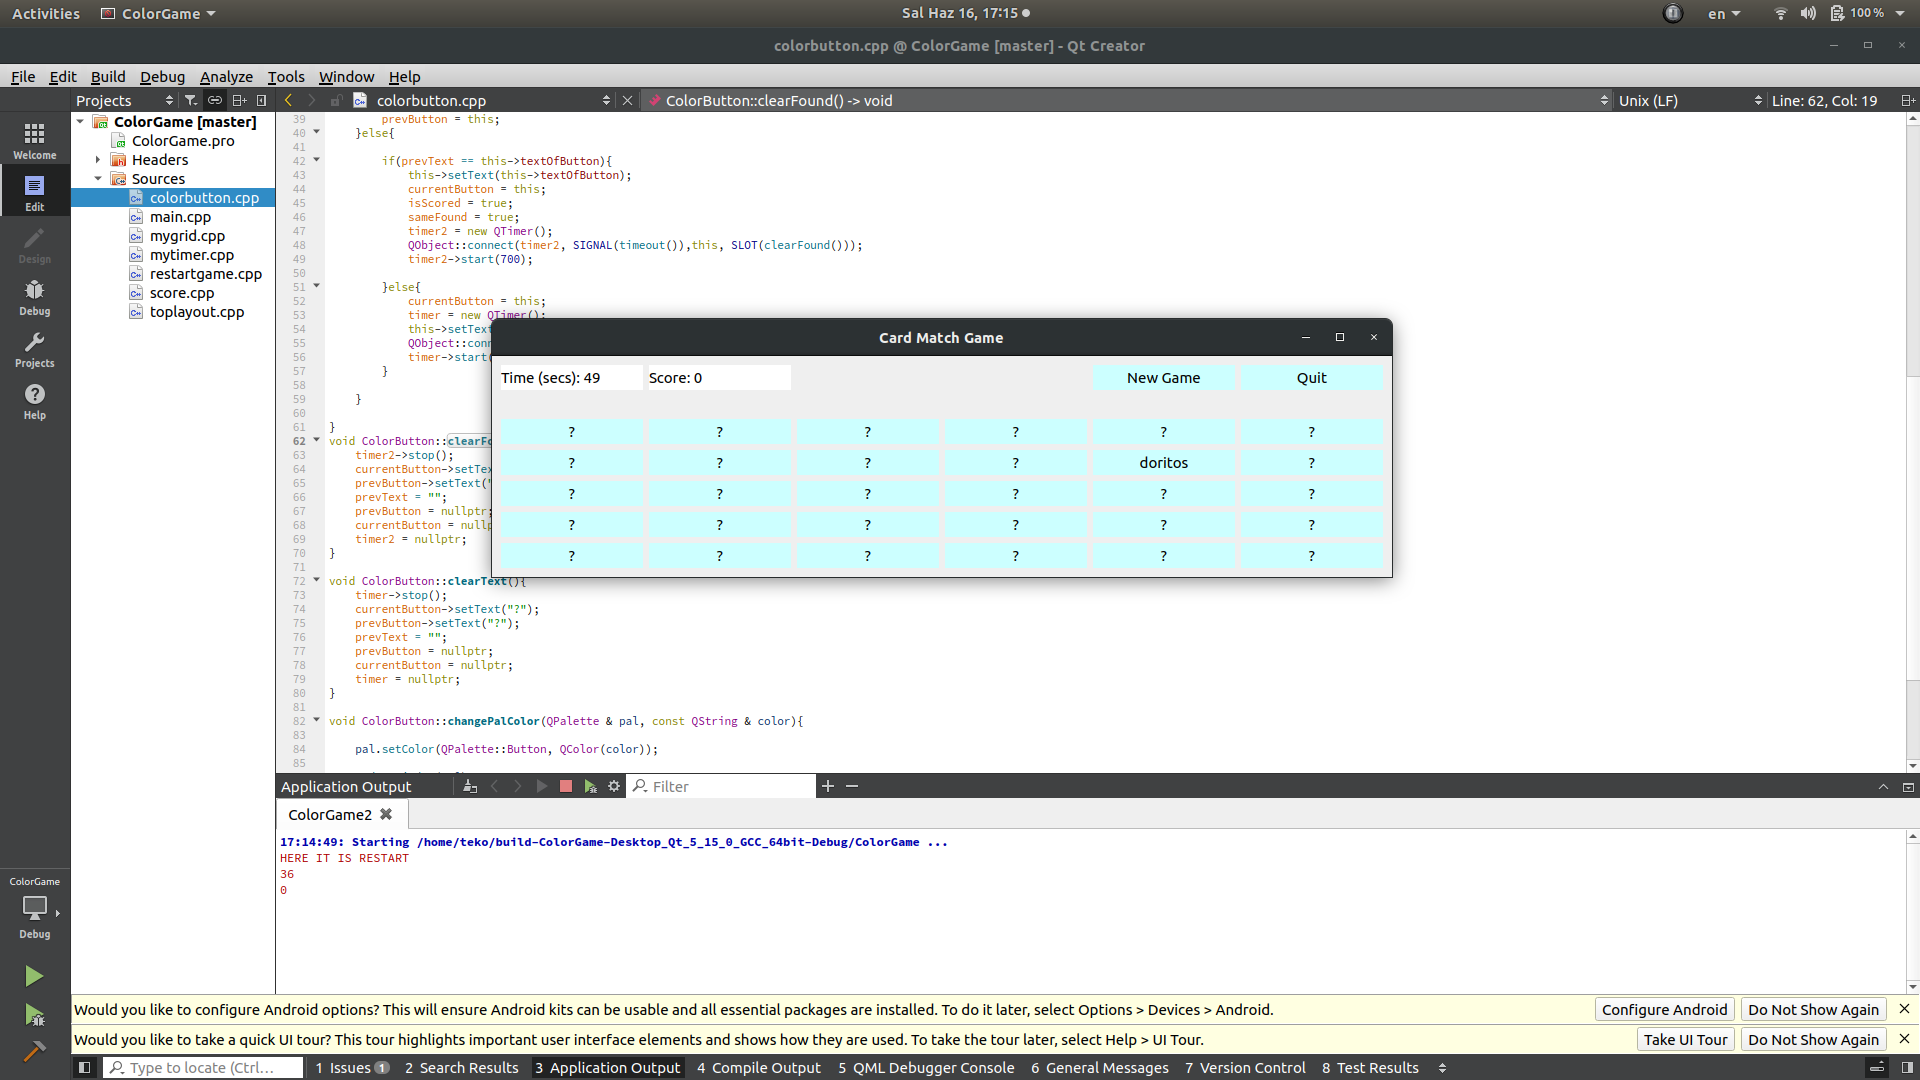 Activities ColorGame Sal Haz 16, 17:15 en 100 %
colorbutton.cpp @ ColorGame [master] - Qt Creator
File Edit Build Debug Analyze Tools Window Help
Projects colorbutton.cpp ColorButton::clearFound() -> void Unix (LF) Line: 62, Col: 19
Welcome
Edit
Design
Debug
Projects
Help
ColorGame
Debug
ColorGame [master]
ColorGame.pro
Headers
Sources
colorbutton.cpp
main.cpp
mygrid.cpp
mytimer.cpp
restartgame.cpp
score.cpp
toplayout.cpp
39 prevButton = this;
40 }else{
41
42 if(prevText == this->textOfButton){
43 this->setText(this->textOfButton);
44 currentButton = this;
45 isScored = true;
46 sameFound = true;
47 timer2 = new QTimer();
48 QObject::connect(timer2, SIGNAL(timeout()),this, SLOT(clearFound()));
49 timer2->start(700);
50
51 }else{
52 currentButton = this;
53 timer = new QTimer();
54 this->setText
55 QObject::conn
56 timer->start(
57 }
58
59 }
60
61 }
62 void ColorButton::clearFo
63 timer2->stop();
64 currentButton->setTex
65 prevButton->setText("
66 prevText = "";
67 prevButton = nullptr;
68 currentButton = nullp
69 timer2 = nullptr;
70 }
71
72 void ColorButton::clearText(){
73 timer->stop();
74 currentButton->setText("?");
75 prevButton->setText("?");
76 prevText = "";
77 prevButton = nullptr;
78 currentButton = nullptr;
79 timer = nullptr;
80 }
81
82 void ColorButton::changePalColor(QPalette & pal, const QString & color){
83
84 pal.setColor(QPalette::Button, QColor(color));
85
Card Match Game
Time (secs): 49 Score: 0 New Game Quit
? ? ? ? ? ?
? ? ? ? doritos ?
? ? ? ? ? ?
? ? ? ? ? ?
? ? ? ? ? ?
Application Output Filter
ColorGame2
17:14:49: Starting /home/teko/build-ColorGame-Desktop_Qt_5_15_0_GCC_64bit-Debug/ColorGame ...
HERE IT IS RESTART
36
0
Would you like to configure Android options? This will ensure Android kits can be usable and all essential packages are installed. To do it later, select Options > Devices > Android. Configure Android Do Not Show Again
Would you like to take a quick UI tour? This tour highlights important user interface elements and shows how they are used. To take the tour later, select Help > UI Tour. Take UI Tour Do Not Show Again
Type to locate (Ctrl... 1 Issues 1 2 Search Results 3 Application Output 4 Compile Output 5 QML Debugger Console 6 General Messages 7 Version Control 8 Test Results